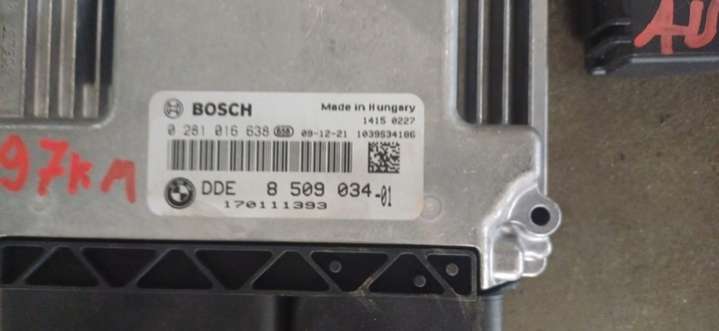 BOSCH
Made in Hungary
1415 0227
0 281 016 638 09-12-21 1039S34186
DDE 8 509 034-01
170111393
97KM
AU